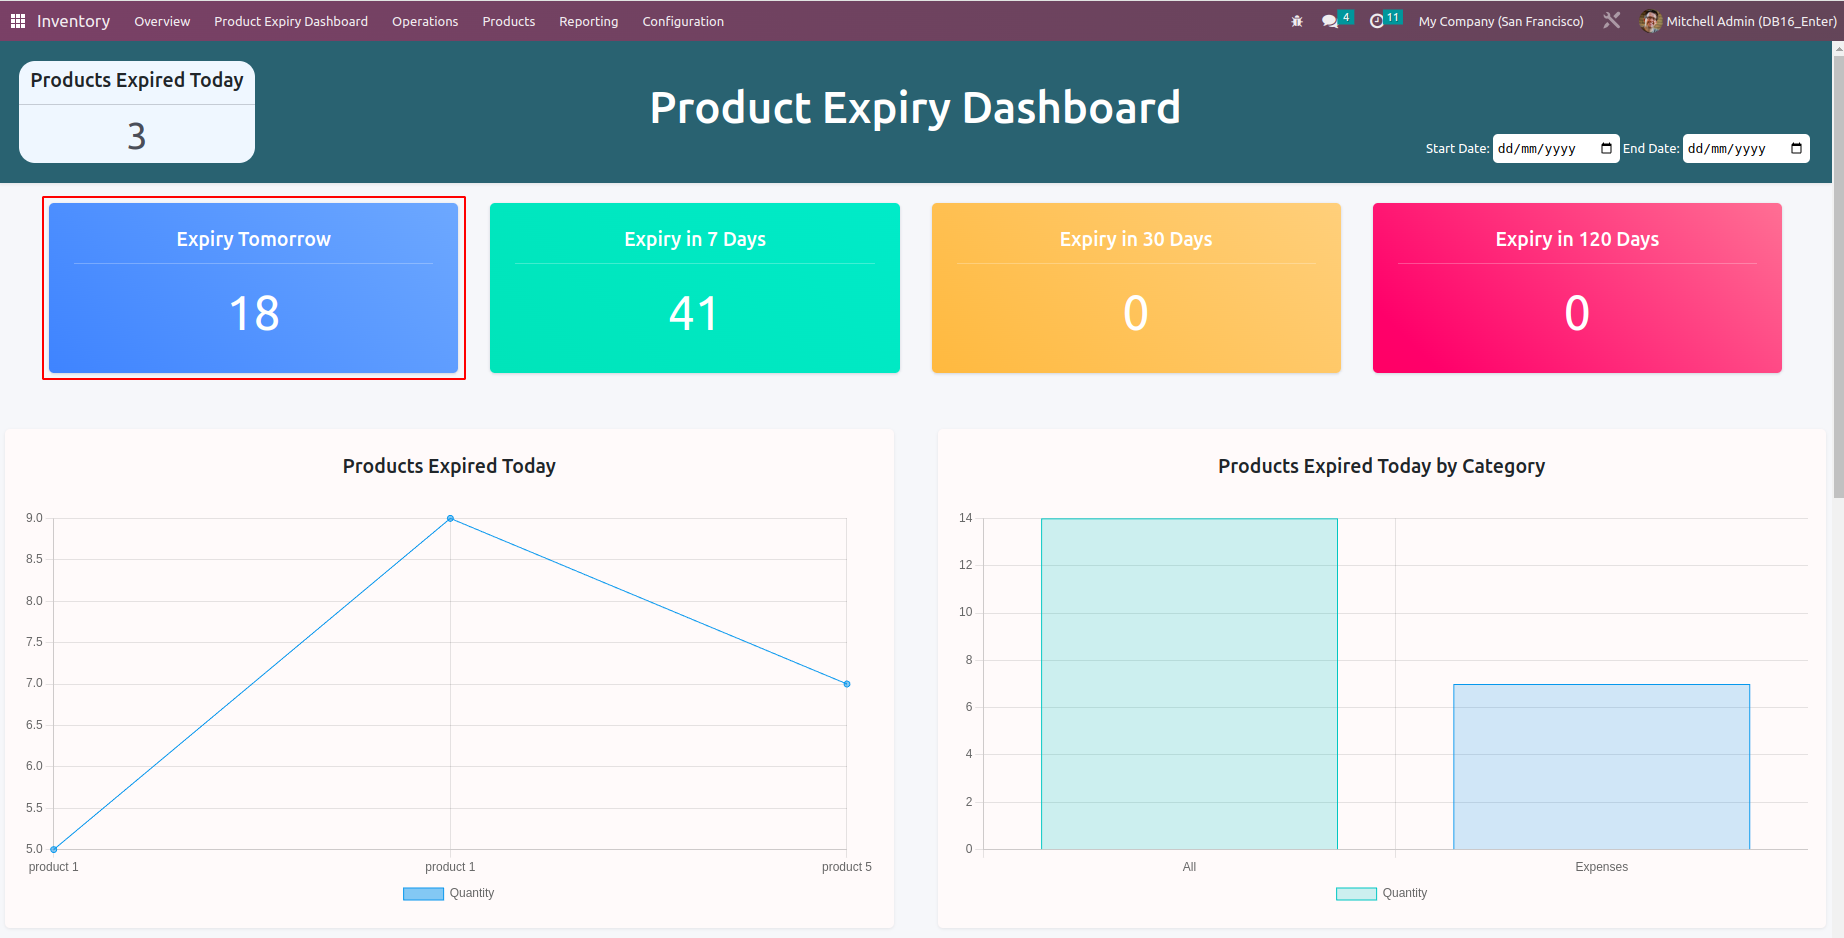 Inventory Overview Product Expiry Dashboard Operations Products Reporting Configuration 4 11 My Company (San Francisco) Mitchell Admin (DB16_Enter)
Products Expired Today
3
Product Expiry Dashboard
Start Date: dd/mm/yyyy End Date: dd/mm/yyyy
Expiry Tomorrow
18
Expiry in 7 Days
41
Expiry in 30 Days
0
Expiry in 120 Days
0
Products Expired Today
9.0
8.5
8.0
7.5
7.0
6.5
6.0
5.5
5.0
product 1 product 1 product 5
Quantity
Products Expired Today by Category
14
12
10
8
6
4
2
0
All Expenses
Quantity